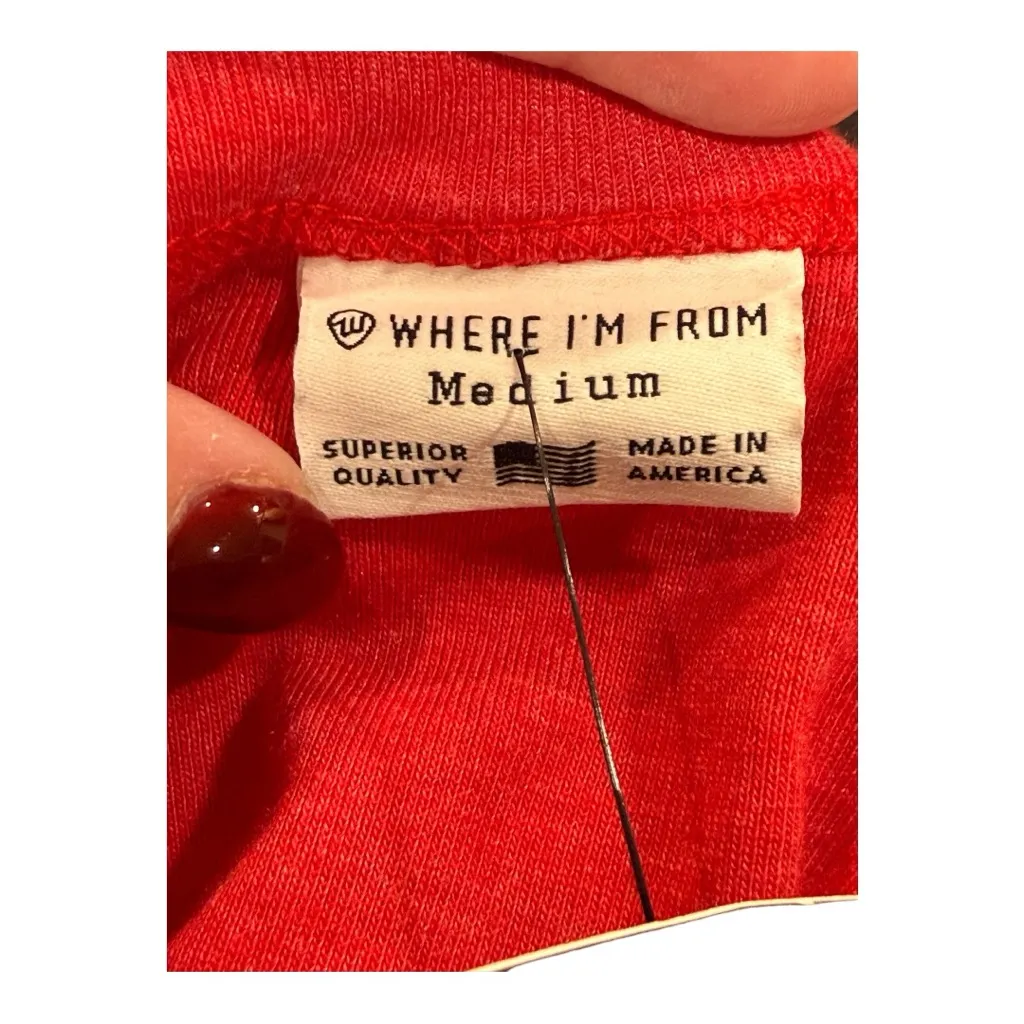 WHERE I'M FROM
Medium
SUPERIOR
QUALITY
MADE IN
AMERICA